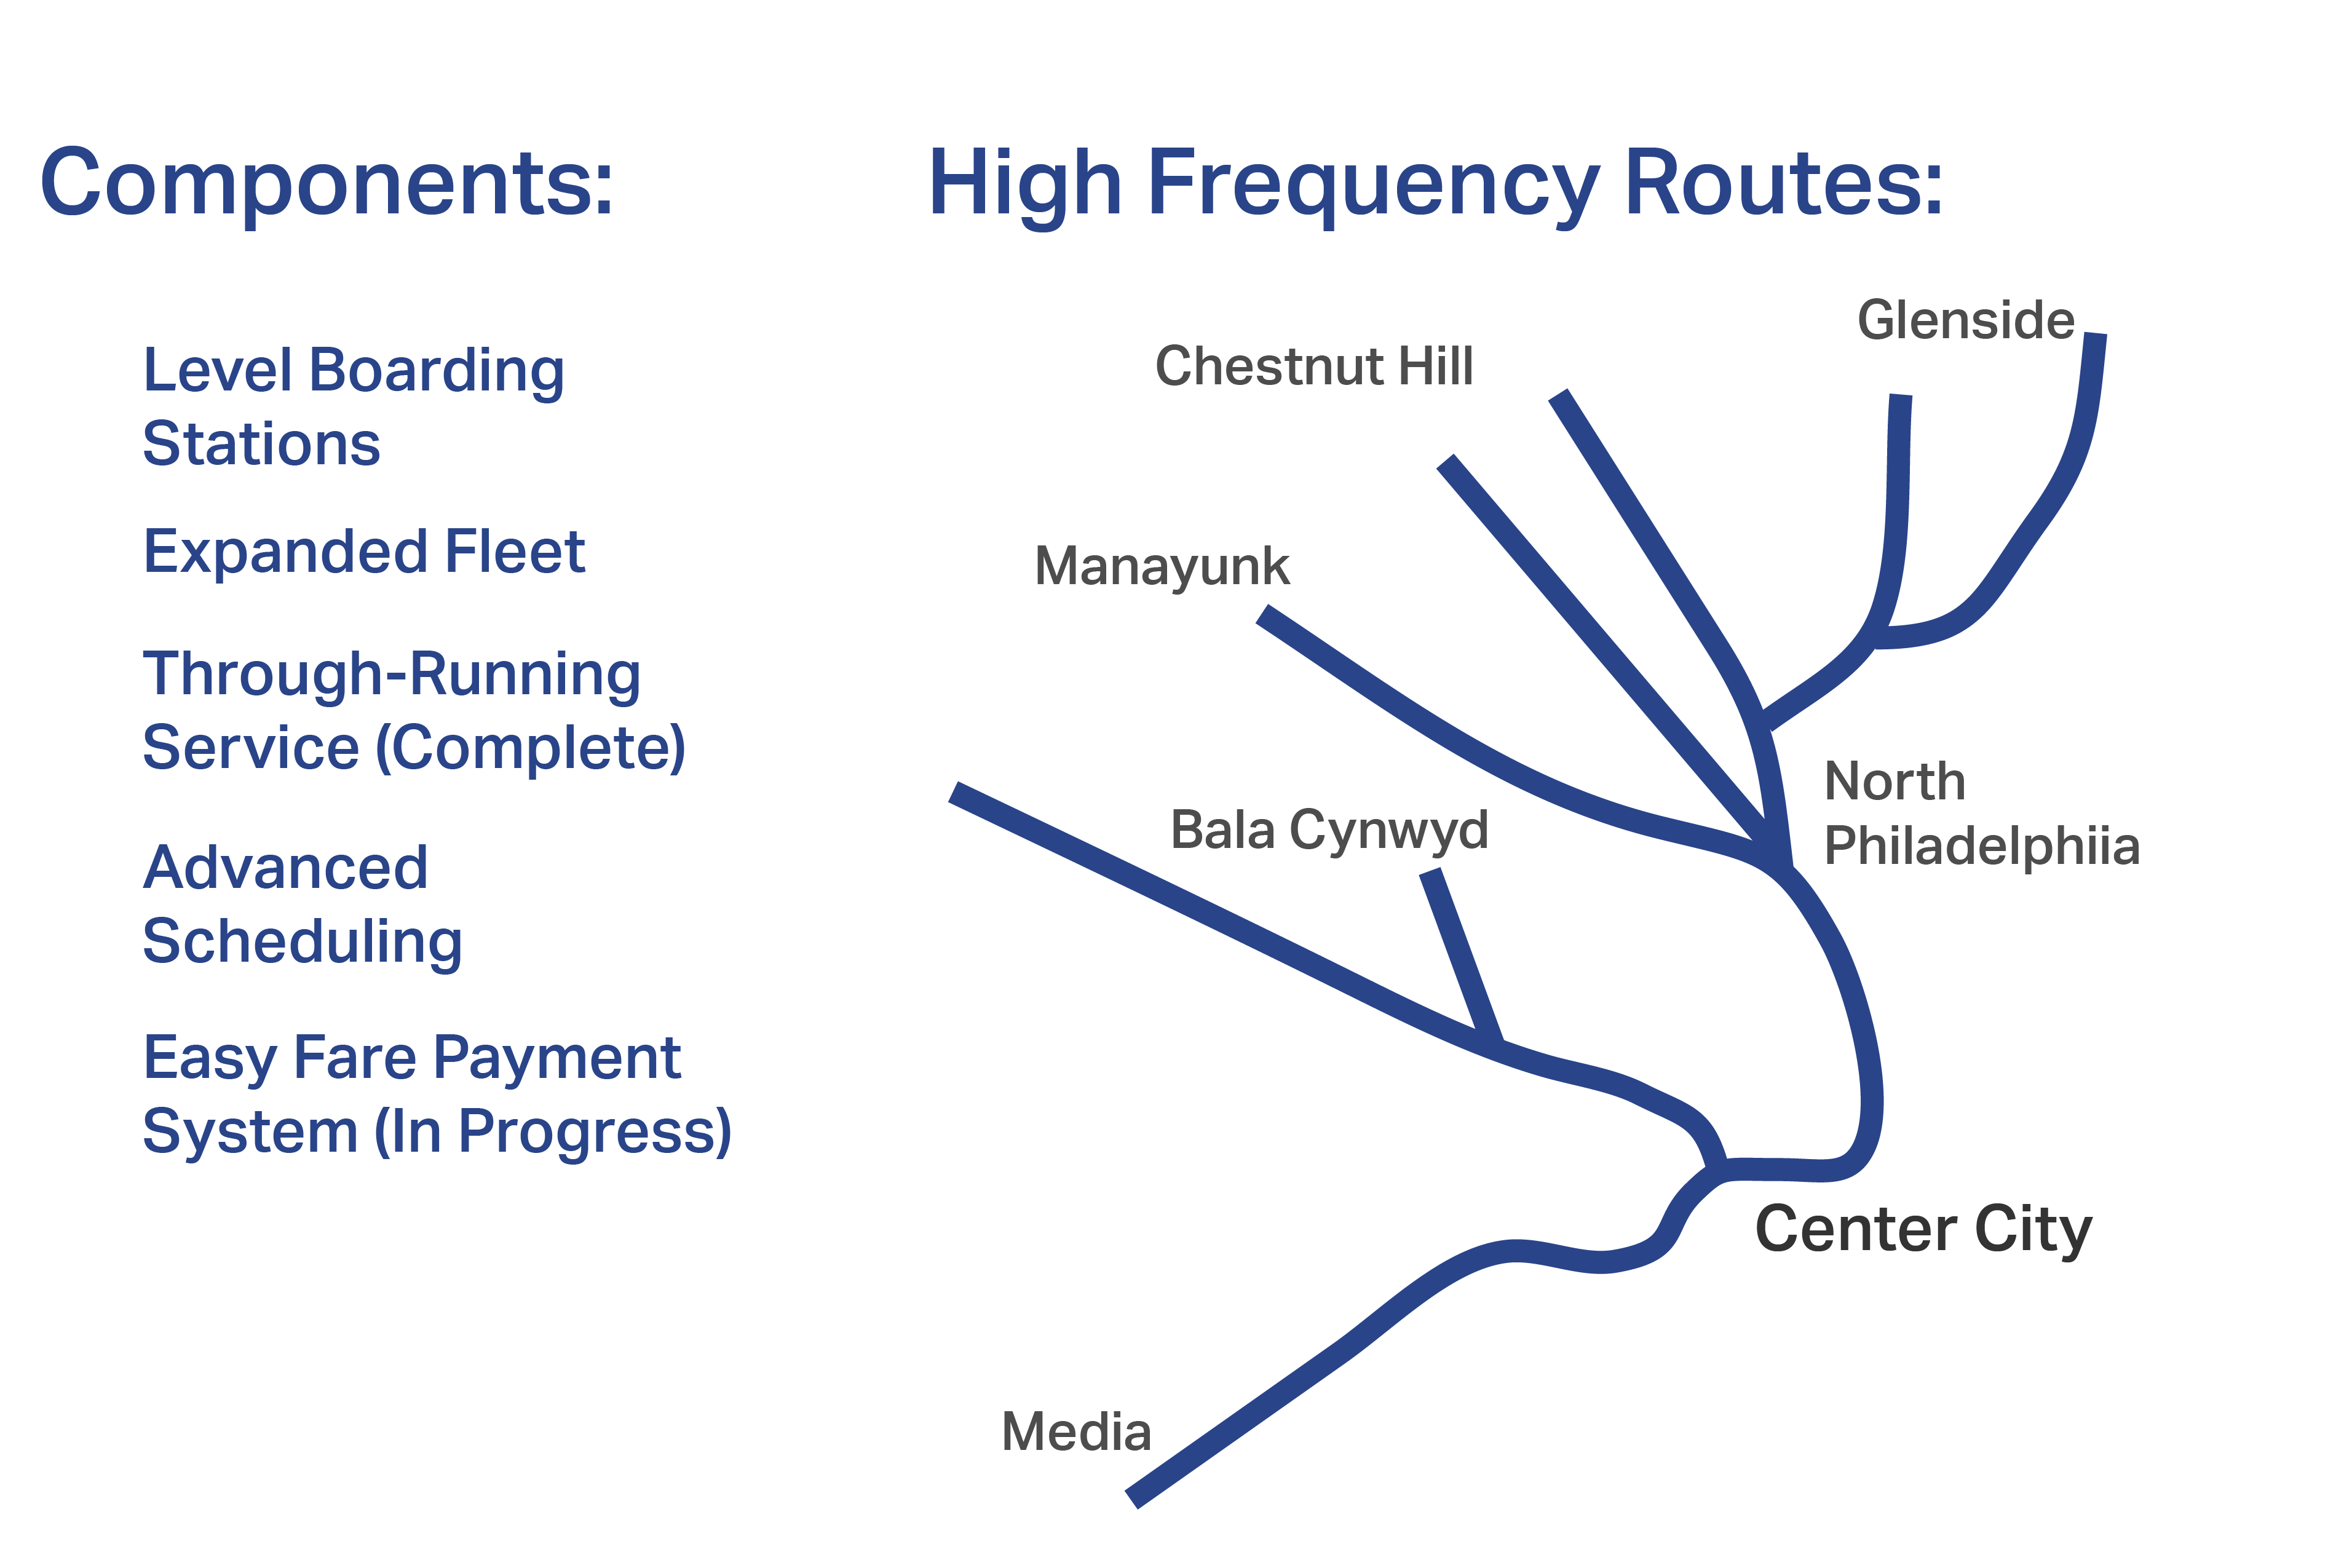 Components:
Level Boarding
Stations
Expanded Fleet
Through-Running
Service (Complete)
Advanced
Scheduling
Easy Fare Payment
System (In Progress)
High Frequency Routes:
Glenside
Chestnut Hill
Manayunk
North
Philadelphiia
Bala Cynwyd
Center City
Media